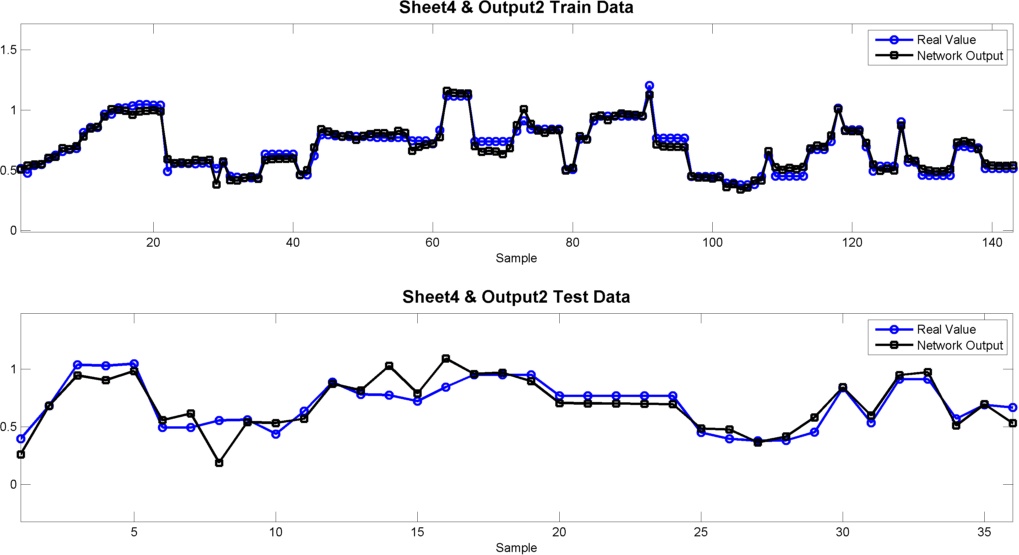 Sheet4 & Output2 Train Data
1.5
1
0.5
0
Real Value
Network Output
20 40 60 80 100 120 140
Sample
Sheet4 & Output2 Test Data
1
0.5
0
Real Value
Network Output
5 10 15 20 25 30 35
Sample